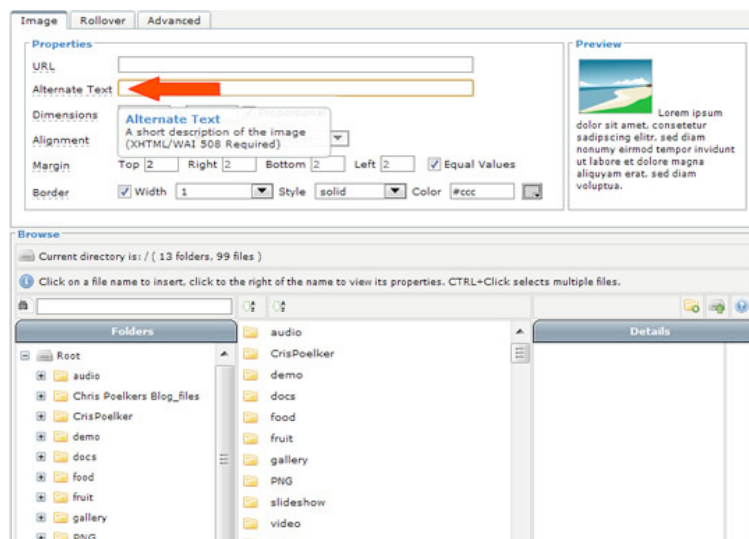 Image Rollover Advanced
Properties
URL
Alternate Text
Dimensions
Alternate Text
A short description of the image
(XHTML/WAI 508 Required)
Alignment
Margin Top 2 Right 2 Bottom 2 Left 2 Equal Values
Border Width 1 Style solid Color #ccc
Preview
Lorem ipsum
dolor sit amet, consetetur
sadipscing elitr, sed diam
nonumy eirmod tempor invidunt
ut labore et dolore magna
aliquyam erat, sed diam
voluptua.
Browse
Current directory is: / ( 13 folders, 99 files )
Click on a file name to insert, click to the right of the name to view its properties. CTRL+Click selects multiple files.
Folders
Details
Root
audio
Chris Poelkers Blog_files
CrisPoelker
demo
docs
food
fruit
gallery
PNG
audio
CrisPoelker
demo
docs
food
fruit
gallery
PNG
slideshow
video